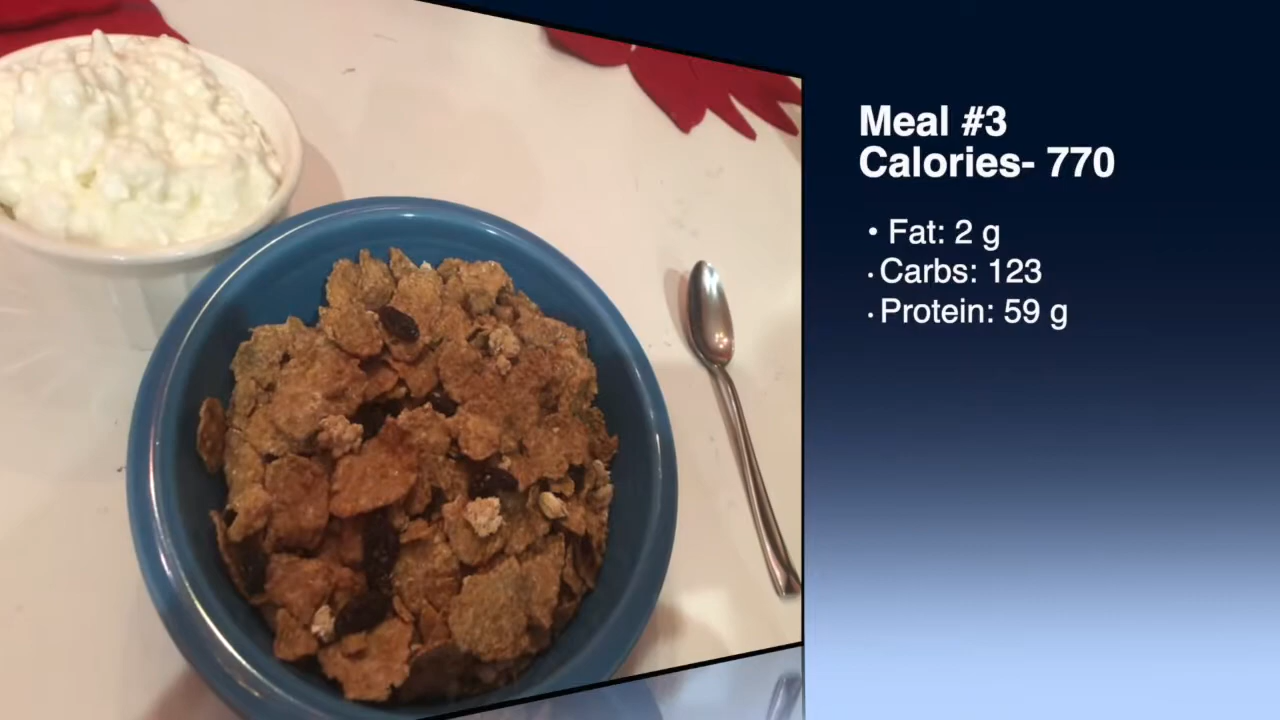 Meal #3
Calories- 770
• Fat: 2 g
· Carbs: 123
· Protein: 59 g